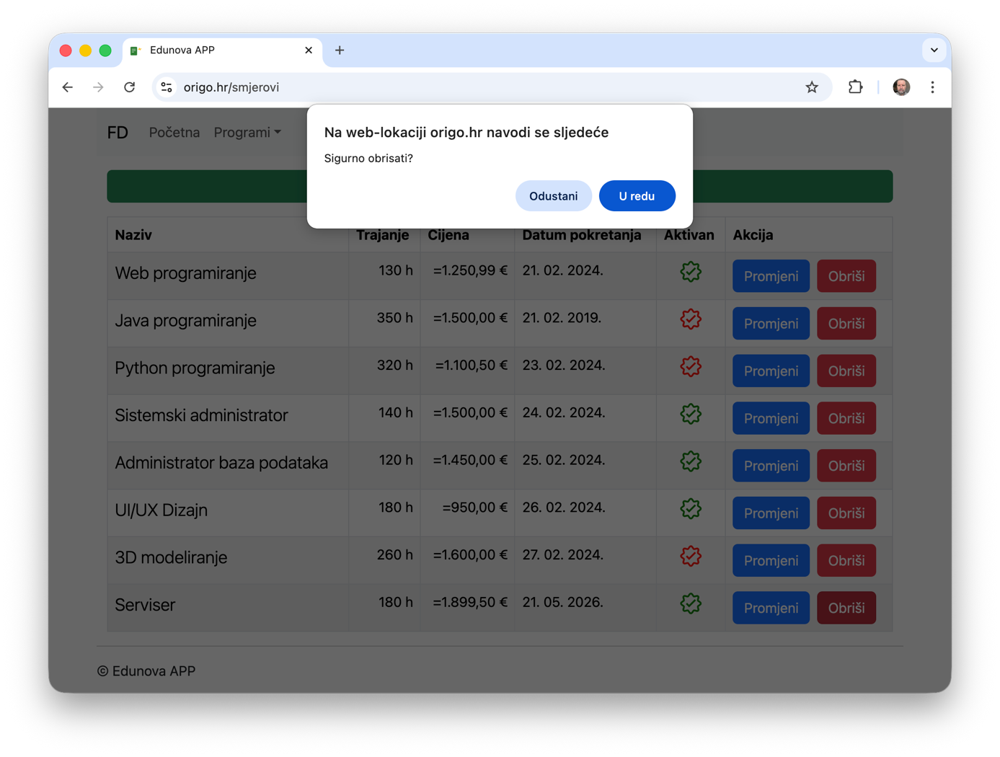 Edunova APP
origo.hr/smjerovi
FD Početna Programi
Na web-lokaciji origo.hr navodi se sljedeće
Sigurno obrisati?
Odustani U redu
Naziv Trajanje Cijena Datum pokretanja Aktivan Akcija
Web programiranje 130 h =1.250,99 € 21. 02. 2024. Promjeni Obriši
Java programiranje 350 h =1.500,00 € 21. 02. 2019. Promjeni Obriši
Python programiranje 320 h =1.100,50 € 23. 02. 2024. Promjeni Obriši
Sistemski administrator 140 h =1.500,00 € 24. 02. 2024. Promjeni Obriši
Administrator baza podataka 120 h =1.450,00 € 25. 02. 2024. Promjeni Obriši
UI/UX Dizajn 180 h =950,00 € 26. 02. 2024. Promjeni Obriši
3D modeliranje 260 h =1.600,00 € 27. 02. 2024. Promjeni Obriši
Serviser 180 h =1.899,50 € 21. 05. 2026. Promjeni Obriši
© Edunova APP